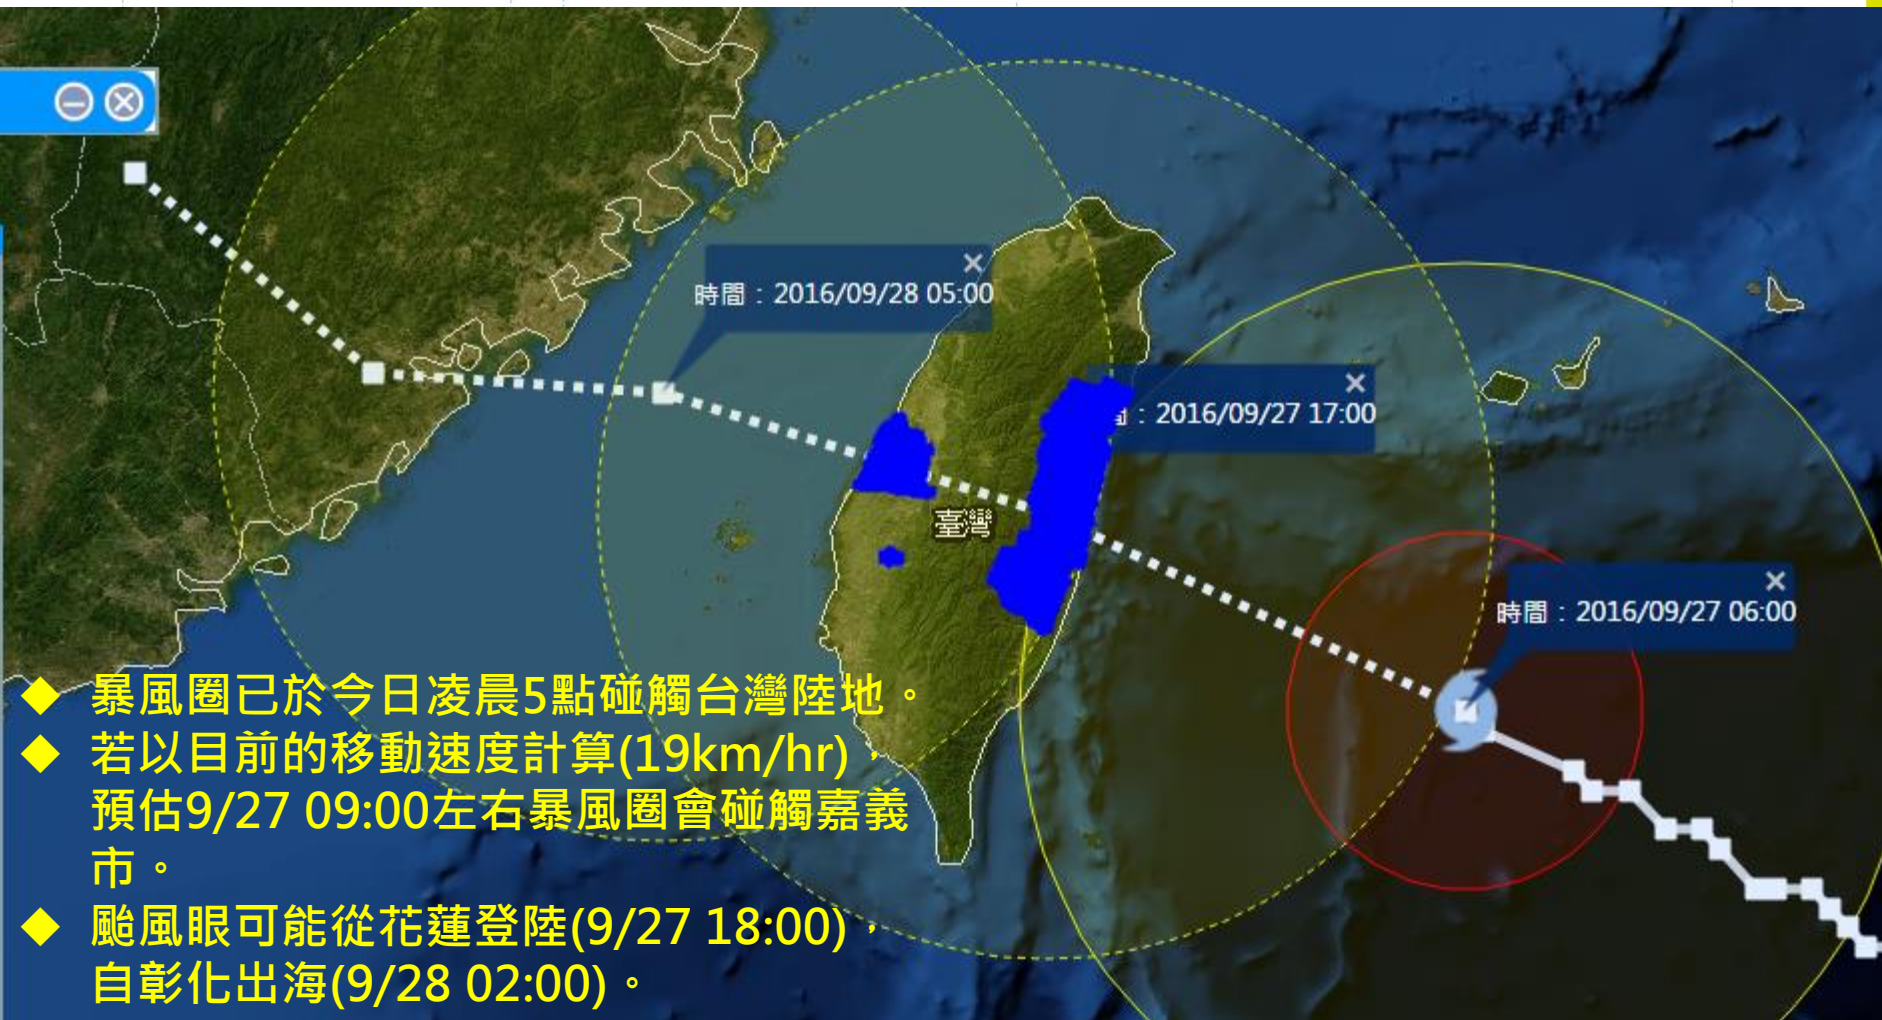 時間：2016/09/28 05:00
：2016/09/27 17:00
臺灣
時間：2016/09/27 06:00
◆ 暴風圈已於今日凌晨5點碰觸台灣陸地。
◆ 若以目前的移動速度計算(19km/hr)，
預估9/27 09:00左右暴風圈會碰觸嘉義
市。
◆ 颱風眼可能從花蓮登陸(9/27 18:00)，
自彰化出海(9/28 02:00)。